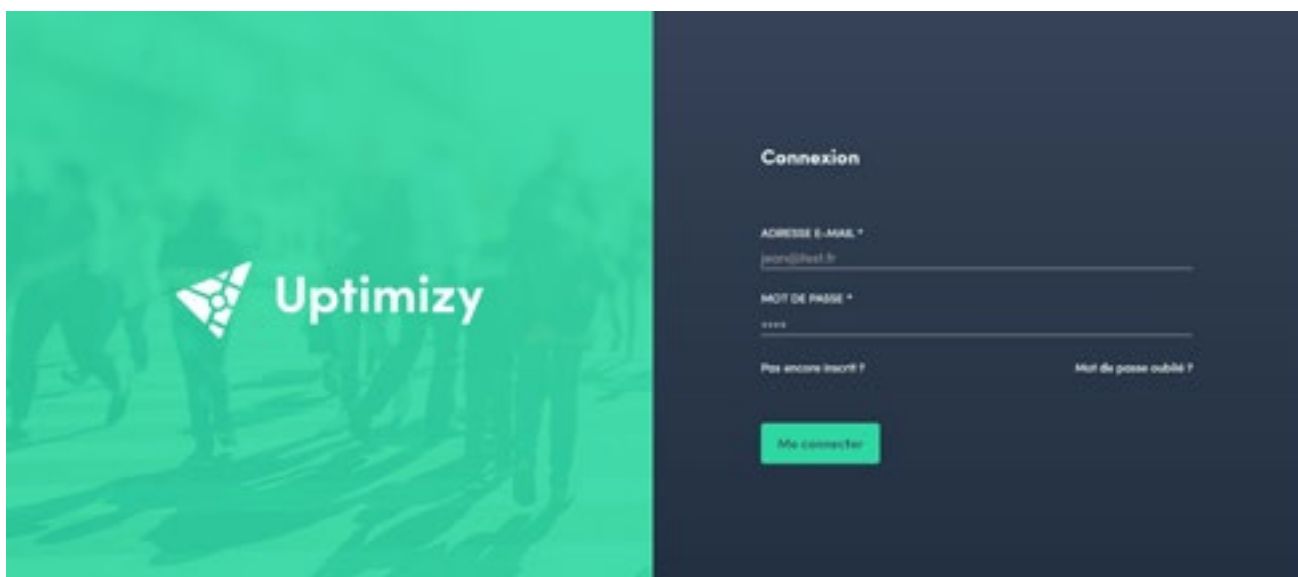 Uptimizy
Connexion
ADRESSE E-MAIL *
jean@test.fr
MOT DE PASSE *
****
Pas encore inscrit ?
Mot de passe oublié ?
Me connecter